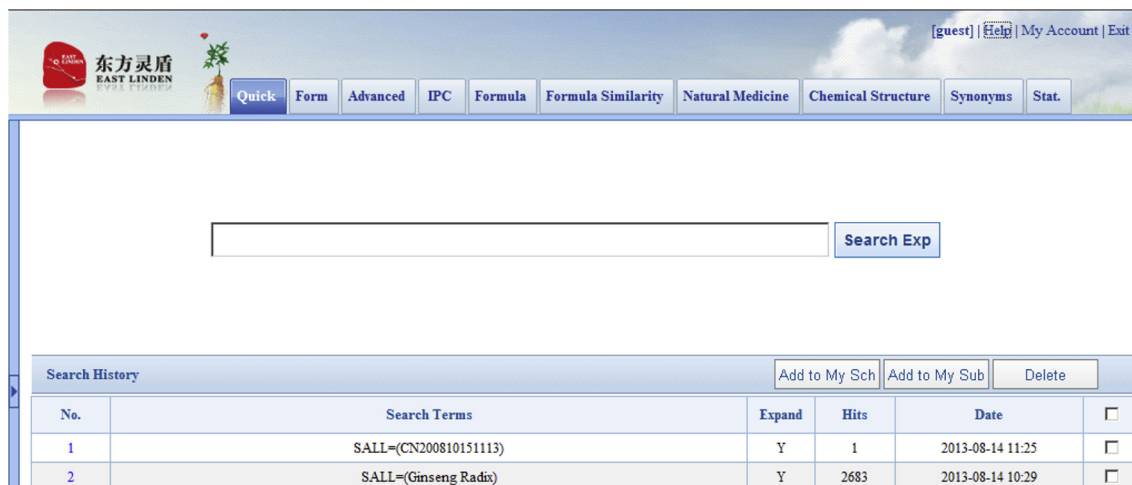 [guest] | Help | My Account | Exit
EAST LINDEN
东方灵盾
EAST LINDEN
Quick Form Advanced IPC Formula Formula Similarity Natural Medicine Chemical Structure Synonyms Stat.
Search Exp
Search History Add to My Sch Add to My Sub Delete
No. Search Terms Expand Hits Date
1 SALL=(CN200810151113) Y 1 2013-08-14 11:25
2 SALL=(Ginseng Radix) Y 2683 2013-08-14 10:29